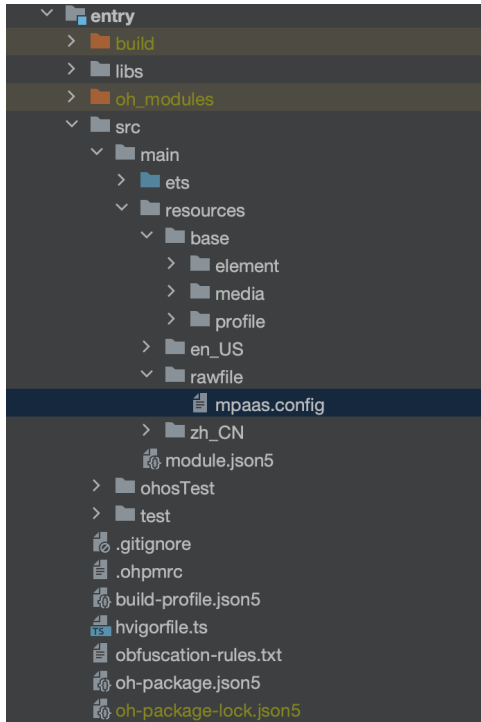 entry
build
libs
oh_modules
src
main
ets
resources
base
element
media
profile
en_US
rawfile
mpaas.config
zh_CN
module.json5
ohosTest
test
.gitignore
.ohpmrc
build-profile.json5
hvigorfile.ts
obfuscation-rules.txt
oh-package.json5
oh-package-lock.json5